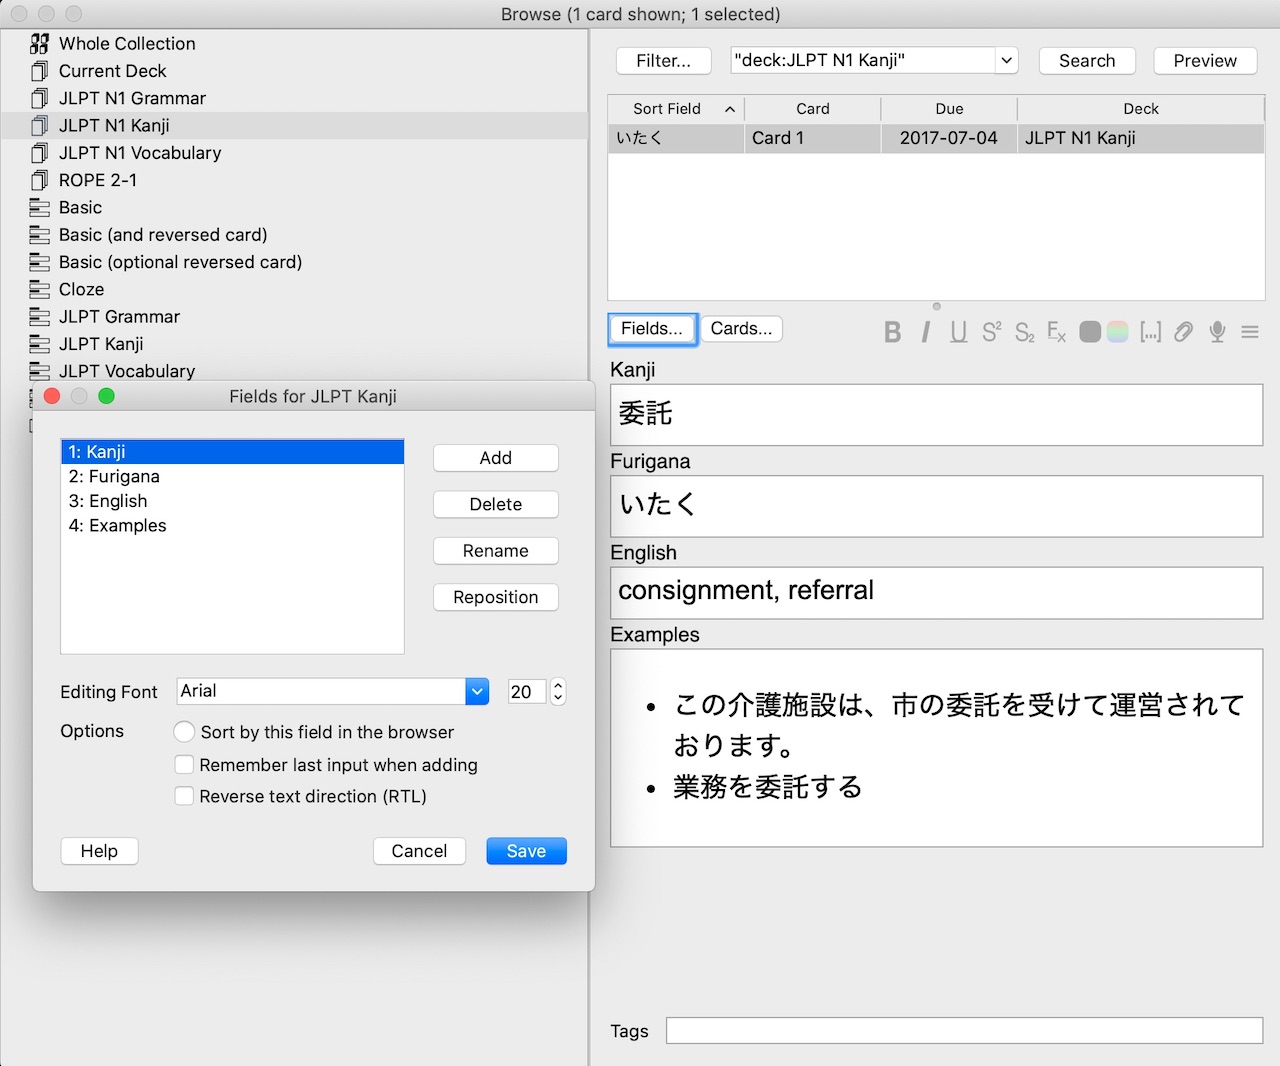 Browse (1 card shown; 1 selected)
Whole Collection
Current Deck
JLPT N1 Grammar
JLPT N1 Kanji
JLPT N1 Vocabulary
ROPE 2-1
Basic
Basic (and reversed card)
Basic (optional reversed card)
Cloze
JLPT Grammar
JLPT Kanji
JLPT Vocabulary
Fields for JLPT Kanji
1: Kanji
2: Furigana
3: English
4: Examples
Add
Delete
Rename
Reposition
Editing Font Arial 20
Options Sort by this field in the browser
Remember last input when adding
Reverse text direction (RTL)
Help Cancel Save
Filter... "deck:JLPT N1 Kanji" Search Preview
Sort Field Card Due Deck
いたく Card 1 2017-07-04 JLPT N1 Kanji
Fields... Cards... B I U S² S₂ Ex [...]
Kanji
委託
Furigana
いたく
English
consignment, referral
Examples
• この介護施設は、市の委託を受けて運営されて
おります。
• 業務を委託する
Tags